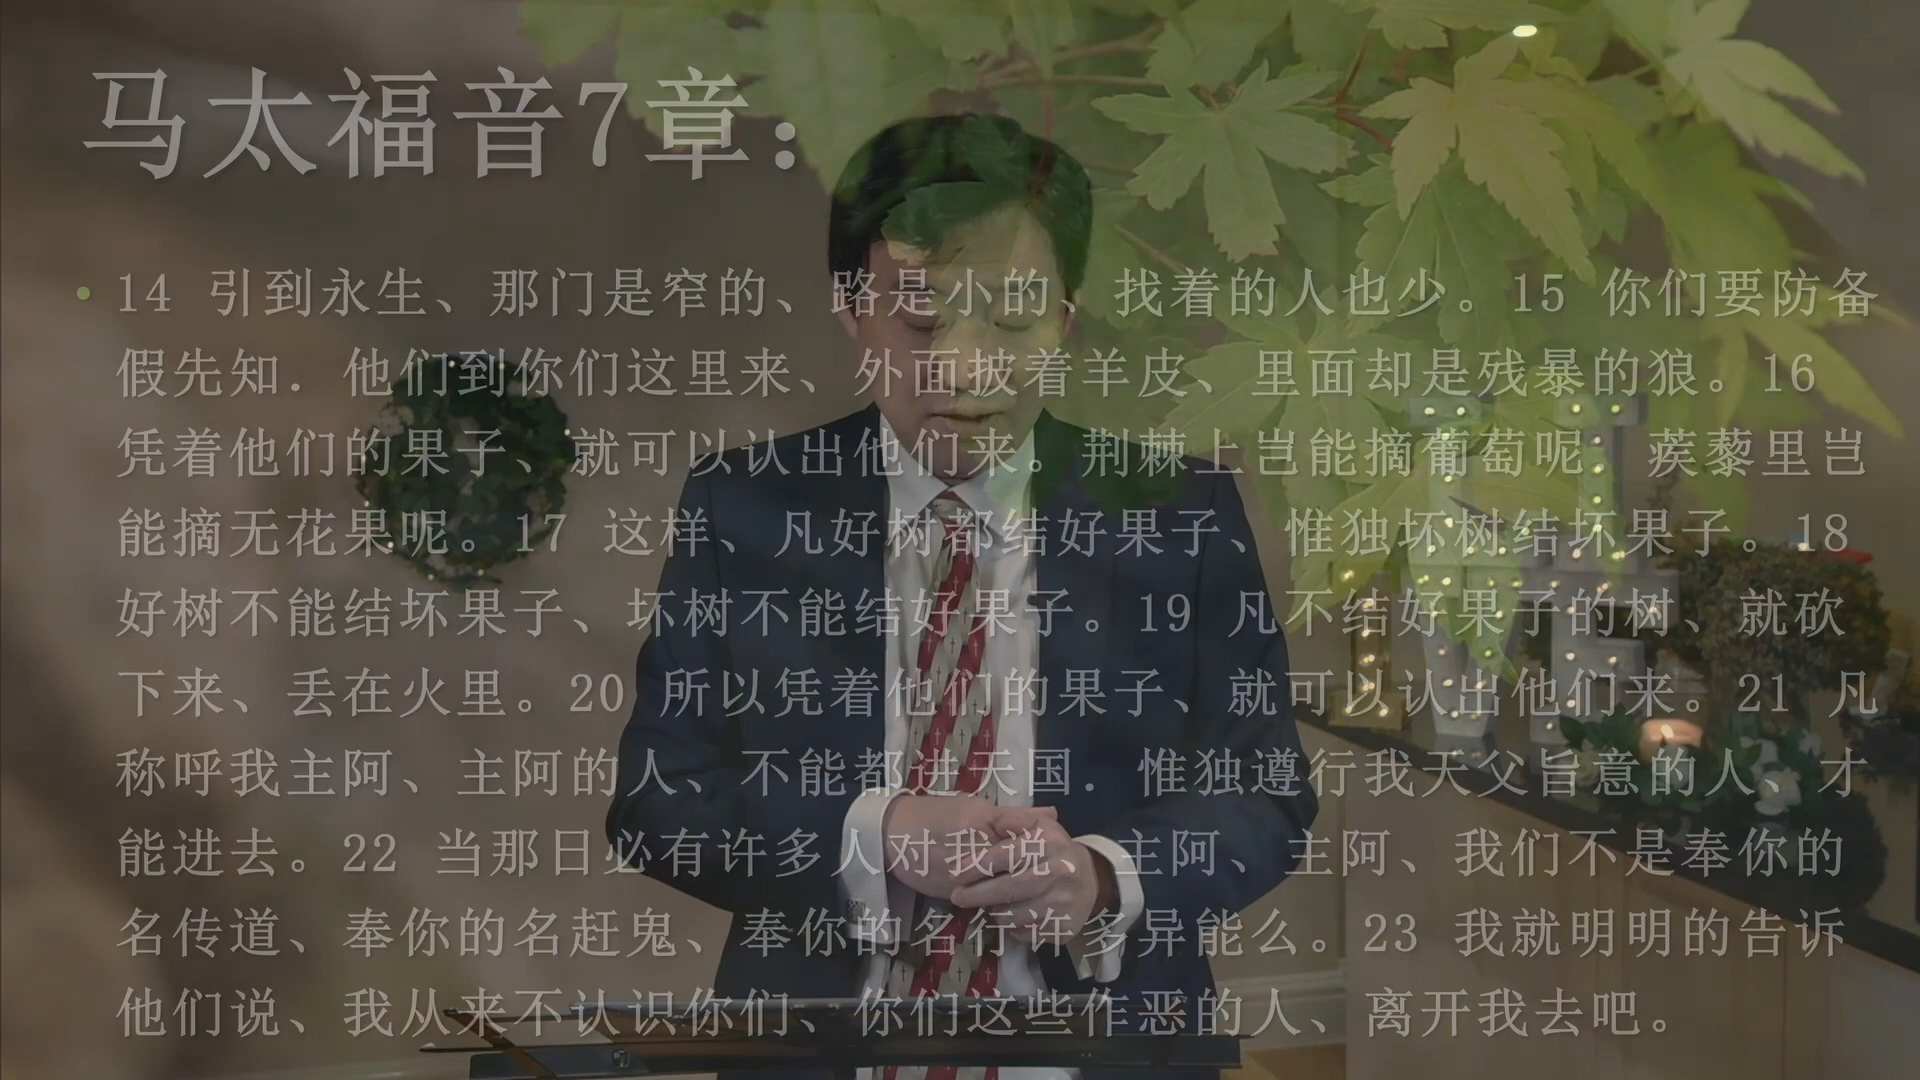 马太福音7章：
• 14 引到永生、那门是窄的、路是小的、找着的人也少。15 你们要防备
假先知．他们到你们这里来、外面披着羊皮、里面却是残暴的狼。16
凭着他们的果子、就可以认出他们来。荆棘上岂能摘葡萄呢。蒺藜里岂
能摘无花果呢。17 这样、凡好树都结好果子、惟独坏树结坏果子。18
好树不能结坏果子、坏树不能结好果子。19 凡不结好果子的树、就砍
下来、丢在火里。20 所以凭着他们的果子、就可以认出他们来。21 凡
称呼我主阿、主阿的人、不能都进天国．惟独遵行我天父旨意的人、才
能进去。22 当那日必有许多人对我说、主阿、主阿、我们不是奉你的
名传道、奉你的名赶鬼、奉你的名行许多异能么。23 我就明明的告诉
他们说、我从来不认识你们、你们这些作恶的人、离开我去吧。